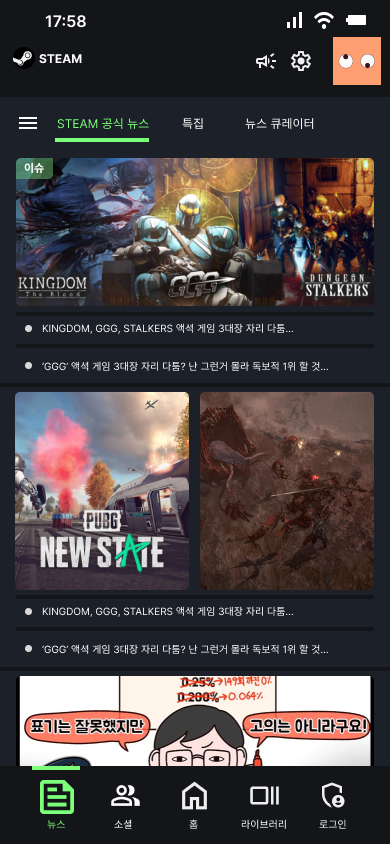 17:58
STEAM
STEAM 공식 뉴스
특집
뉴스 큐레이터
이슈
KINGDOM
The Blood
GGG
DUNGEON
STALKERS
KINGDOM, GGG, STALKERS 액석 게임 3대장 자리 다툼...
‘GGG’ 액석 게임 3대장 자리 다툼? 난 그런거 몰라 독보적 1위 할 것...
PUBG
NEW STATE
KINGDOM, GGG, STALKERS 액석 게임 3대장 자리 다툼...
‘GGG’ 액석 게임 3대장 자리 다툼? 난 그런거 몰라 독보적 1위 할 것...
0.200%→0.064%
표기는 잘못했지만
고의는 아니라구요!
뉴스
소셜
홈
라이브러리
로그인